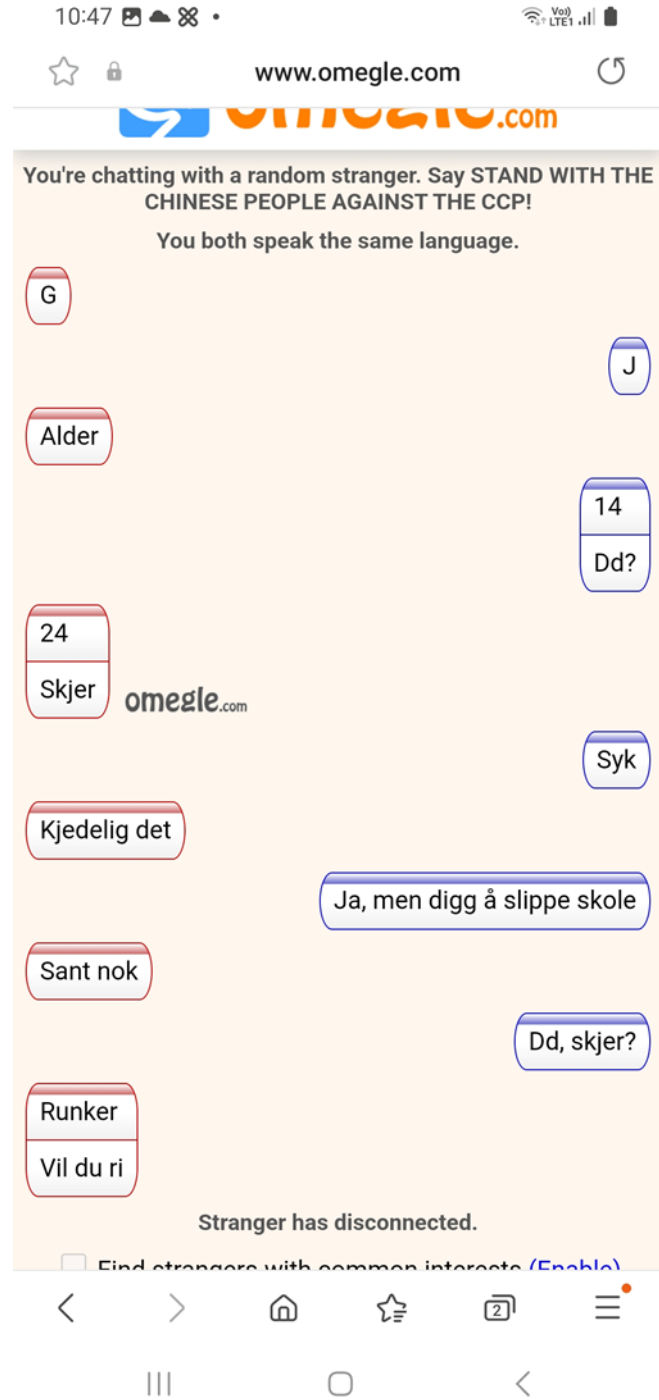 10:47
Vo))
LTE1
www.omegle.com
omegle.com
You're chatting with a random stranger. Say STAND WITH THE
CHINESE PEOPLE AGAINST THE CCP!
You both speak the same language.
G
J
Alder
14
Dd?
24
Skjer
omegle.com
Syk
Kjedelig det
Ja, men digg å slippe skole
Sant nok
Dd, skjer?
Runker
Vil du ri
Stranger has disconnected.
Find strangers with common interests (Enable)
2